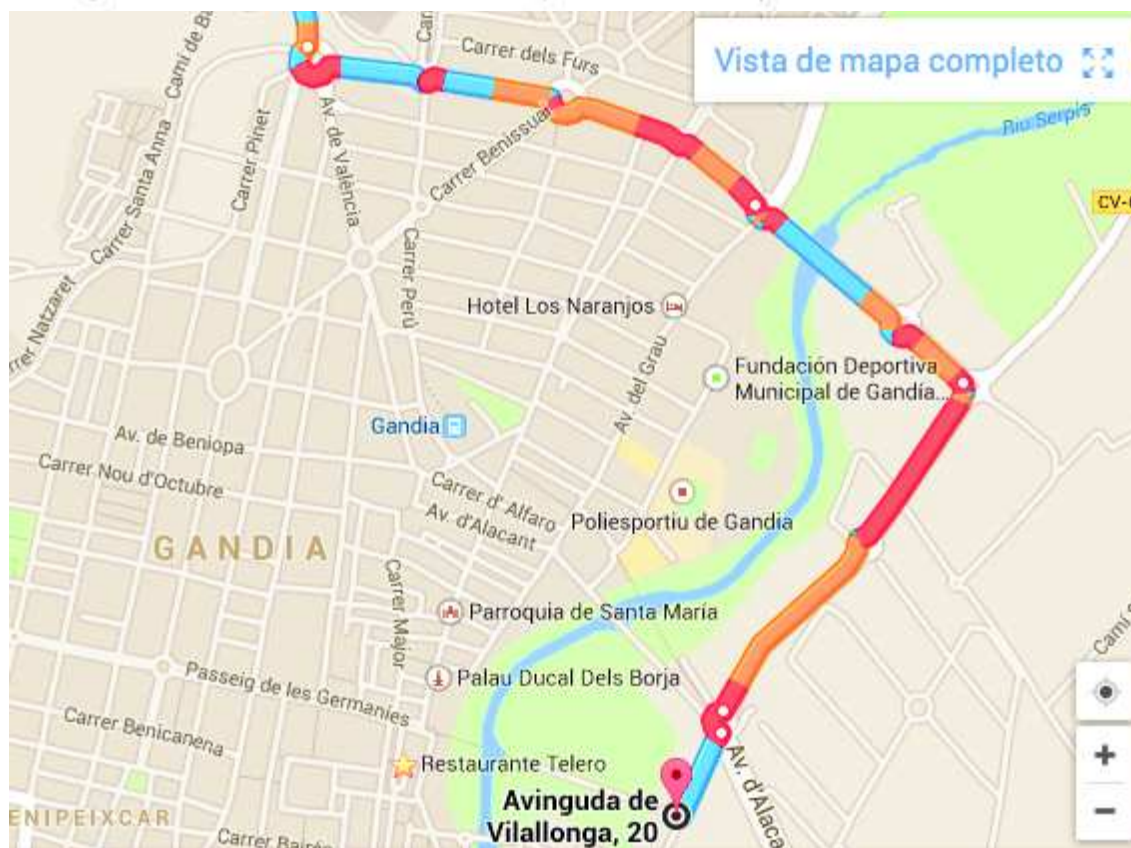 Carrer dels Furs
Vista de mapa completo
Camí de
Riu Serpis
Carrer Pinet
Av. de València
Carrer Benissuai
Carrer Santa Anna
CV-
Carrer Perú
Hotel Los Naranjos
rrer Natzaret
Av. del Grau
Fundación Deportiva
Municipal de Gandía...
Gandia
Av. de Beniopa
Carrer Nou d'Octubre
Carrer d' Alfaro
Av. d'Alacant
Poliesportiu de Gandia
GANDIA
Carrer Major
Parroquia de Santa María
Camí
Palau Ducal Dels Borja
Passeig de les Germanies
Carrer Benicanena
Restaurante Telero
Av. d'Alaca
Avinguda de
Vilallonga, 20
ENIPEIXCAR
Carrer Bairén